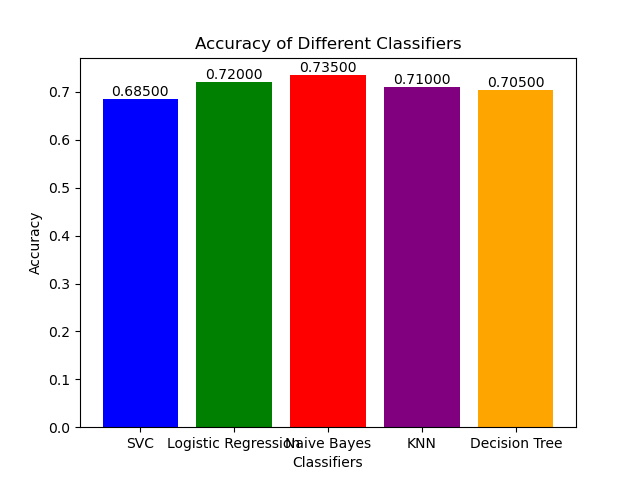 Accuracy of Different Classifiers
0.68500
0.72000
0.73500
0.71000
0.70500
0.7
0.6
0.5
0.4
0.3
0.2
0.1
0.0
Accuracy
SVC
Logistic Regression
Naive Bayes
KNN
Decision Tree
Classifiers